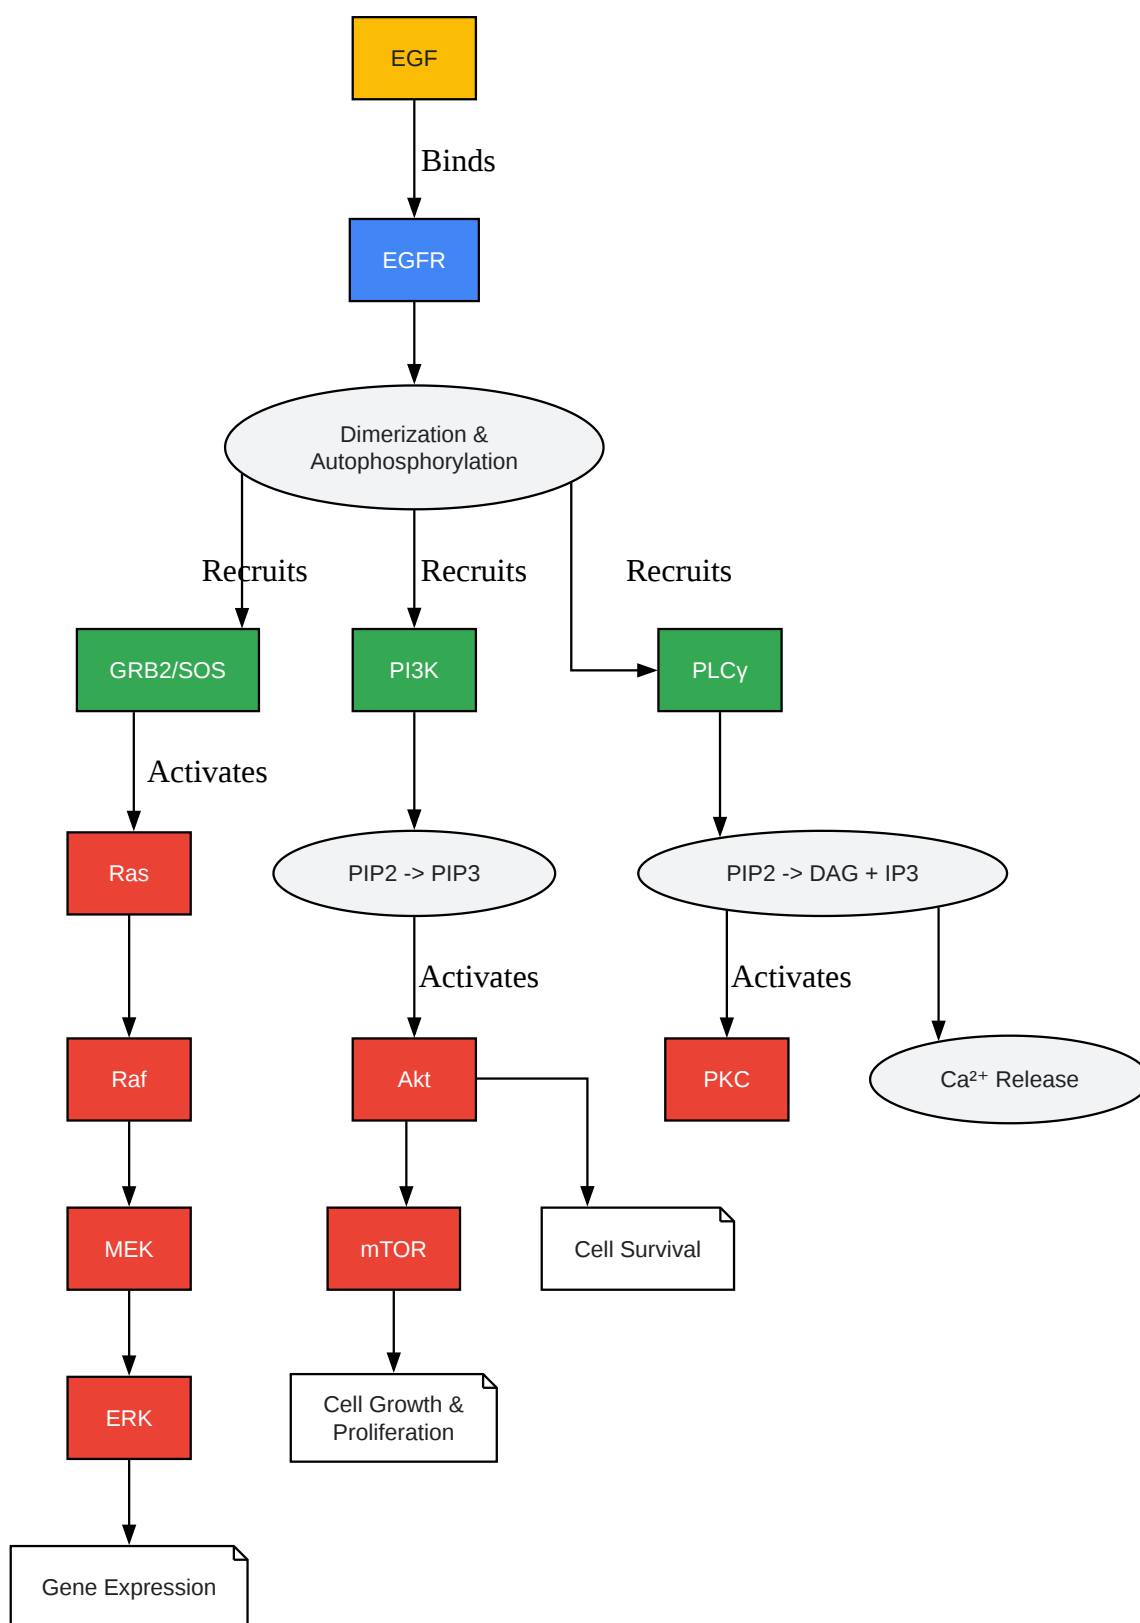 EGF
Binds
EGFR
Dimerization &
Autophosphorylation
Recruits
Recruits
Recruits
GRB2/SOS
PI3K
PLCγ
Activates
Ras
PIP2 -> PIP3
PIP2 -> DAG + IP3
Activates
Activates
Raf
Akt
PKC
Ca²⁺ Release
MEK
mTOR
Cell Survival
ERK
Cell Growth &
Proliferation
Gene Expression